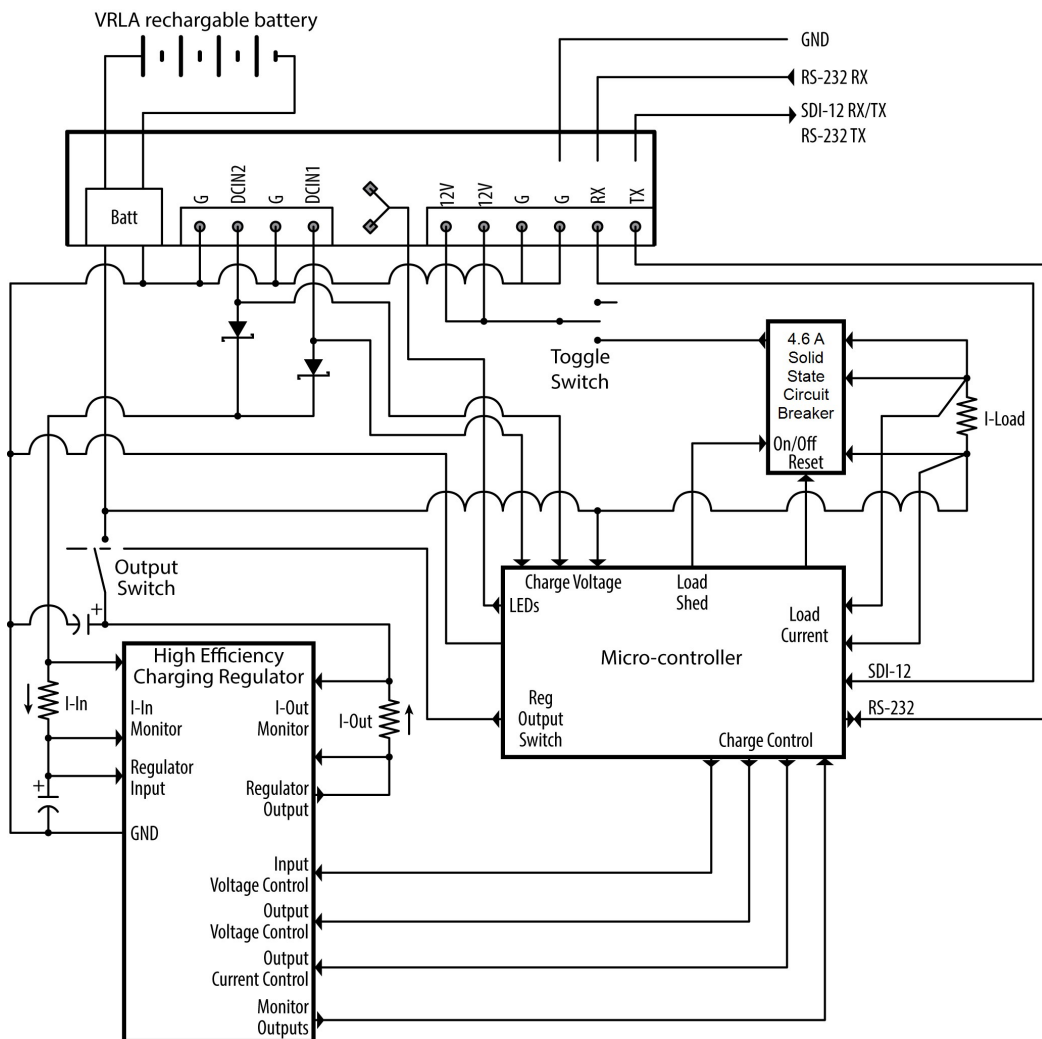 VRLA rechargable battery
GND
RS-232 RX
SDI-12 RX/TX
RS-232 TX
Batt
G
DCIN2
G
DCIN1
12V
12V
G
G
RX
TX
Toggle
Switch
4.6 A
Solid
State
Circuit
Breaker
On/Off
Reset
I-Load
Output
Switch
+
Charge Voltage
LEDs
Load
Shed
Load
Current
Micro-controller
SDI-12
RS-232
Reg
Output
Switch
Charge Control
High Efficiency
Charging Regulator
I-In
I-In
Monitor
I-Out
Monitor
I-Out
Regulator
Input
+
Regulator
Output
GND
Input
Voltage Control
Output
Voltage Control
Output
Current Control
Monitor
Outputs